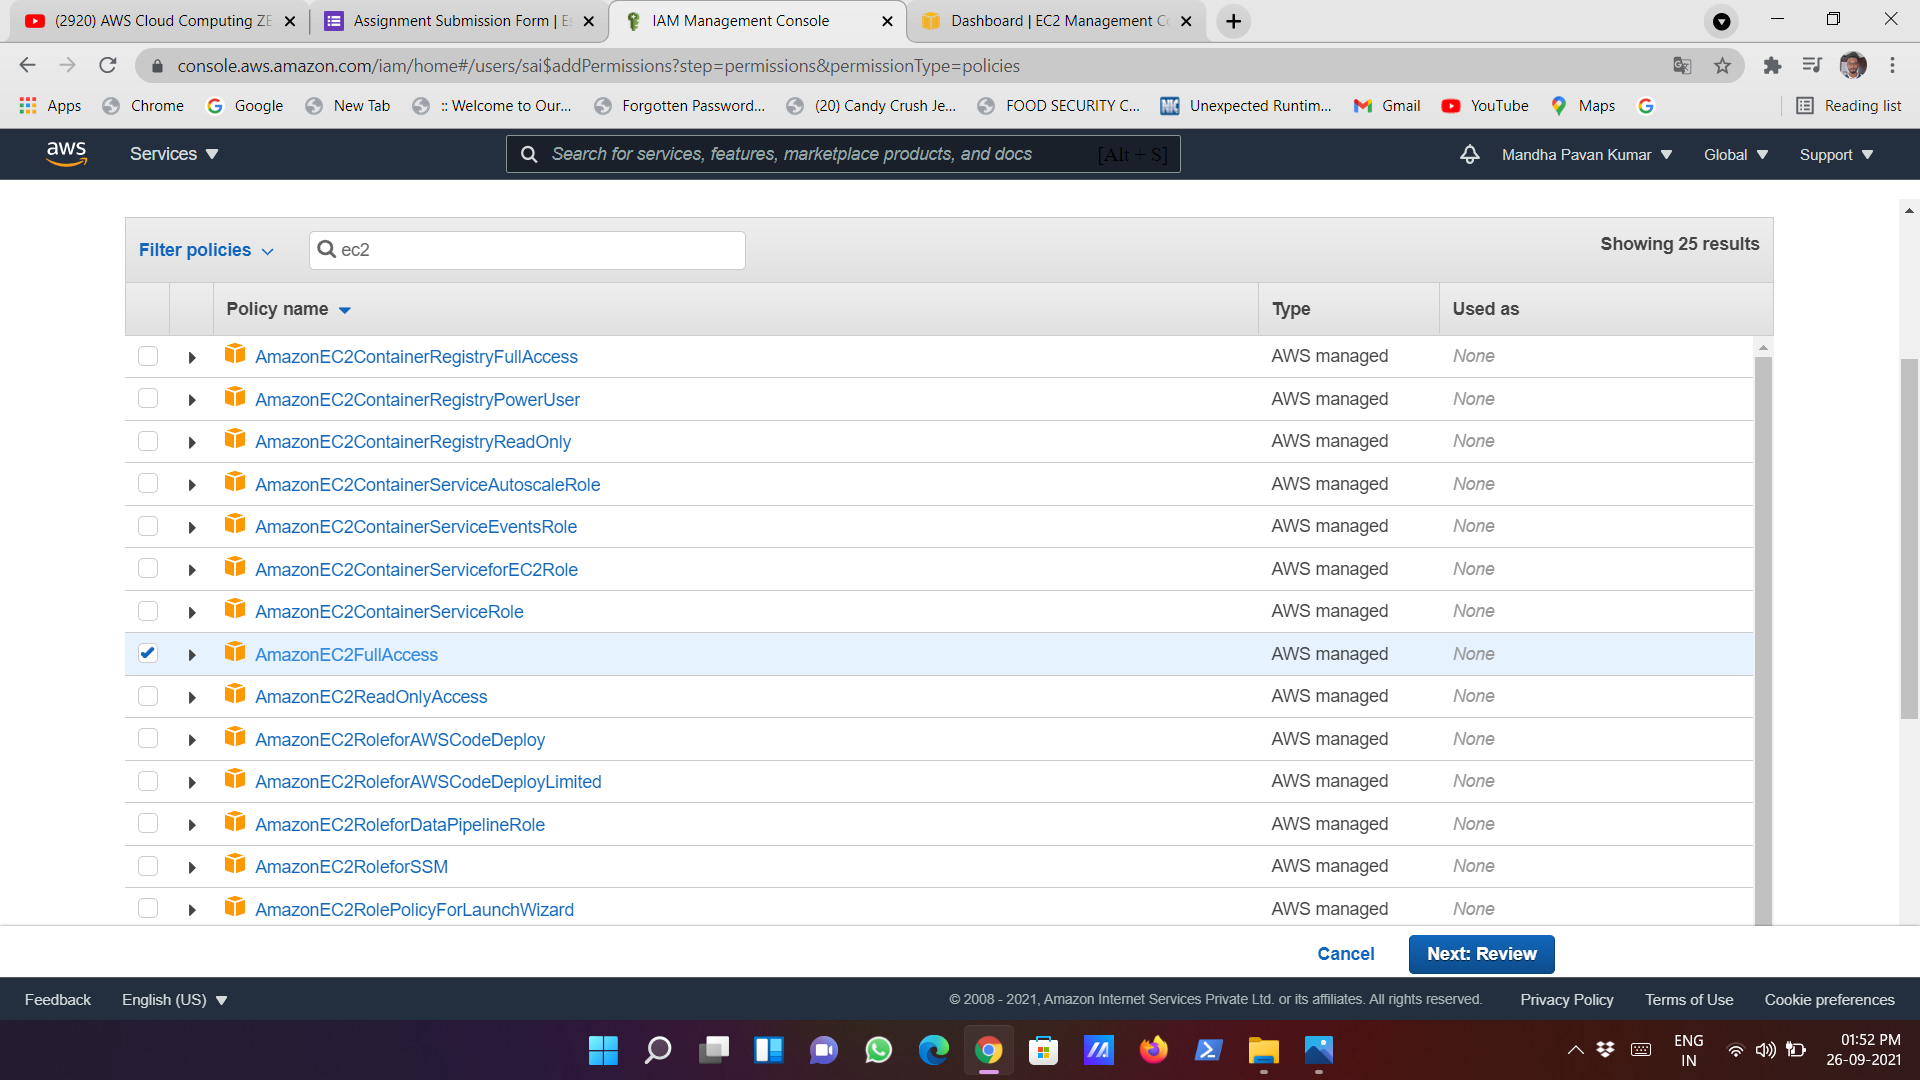 (2920) AWS Cloud Computing ZE
Assignment Submission Form | Es
IAM Management Console
Dashboard | EC2 Management Co
console.aws.amazon.com/iam/home#/users/sai$addPermissions?step=permissions&permissionType=policies
Apps
Chrome
Google
New Tab
:: Welcome to Our...
Forgotten Password...
(20) Candy Crush Je...
FOOD SECURITY C...
Unexpected Runtim...
Gmail
YouTube
Maps
Reading list
aws
Services
Search for services, features, marketplace products, and docs
[Alt + S]
Mandha Pavan Kumar
Global
Support
Filter policies
ec2
Showing 25 results
Policy name
Type
Used as
AmazonEC2ContainerRegistryFullAccess AWS managed None
AmazonEC2ContainerRegistryPowerUser AWS managed None
AmazonEC2ContainerRegistryReadOnly AWS managed None
AmazonEC2ContainerServiceAutoscaleRole AWS managed None
AmazonEC2ContainerServiceEventsRole AWS managed None
AmazonEC2ContainerServiceforEC2Role AWS managed None
AmazonEC2ContainerServiceRole AWS managed None
AmazonEC2FullAccess AWS managed None
AmazonEC2ReadOnlyAccess AWS managed None
AmazonEC2RoleforAWSCodeDeploy AWS managed None
AmazonEC2RoleforAWSCodeDeployLimited AWS managed None
AmazonEC2RoleforDataPipelineRole AWS managed None
AmazonEC2RoleforSSM AWS managed None
AmazonEC2RolePolicyForLaunchWizard AWS managed None
Cancel
Next: Review
Feedback
English (US)
© 2008 - 2021, Amazon Internet Services Private Ltd. or its affiliates. All rights reserved.
Privacy Policy
Terms of Use
Cookie preferences
ENG
IN
01:52 PM
26-09-2021